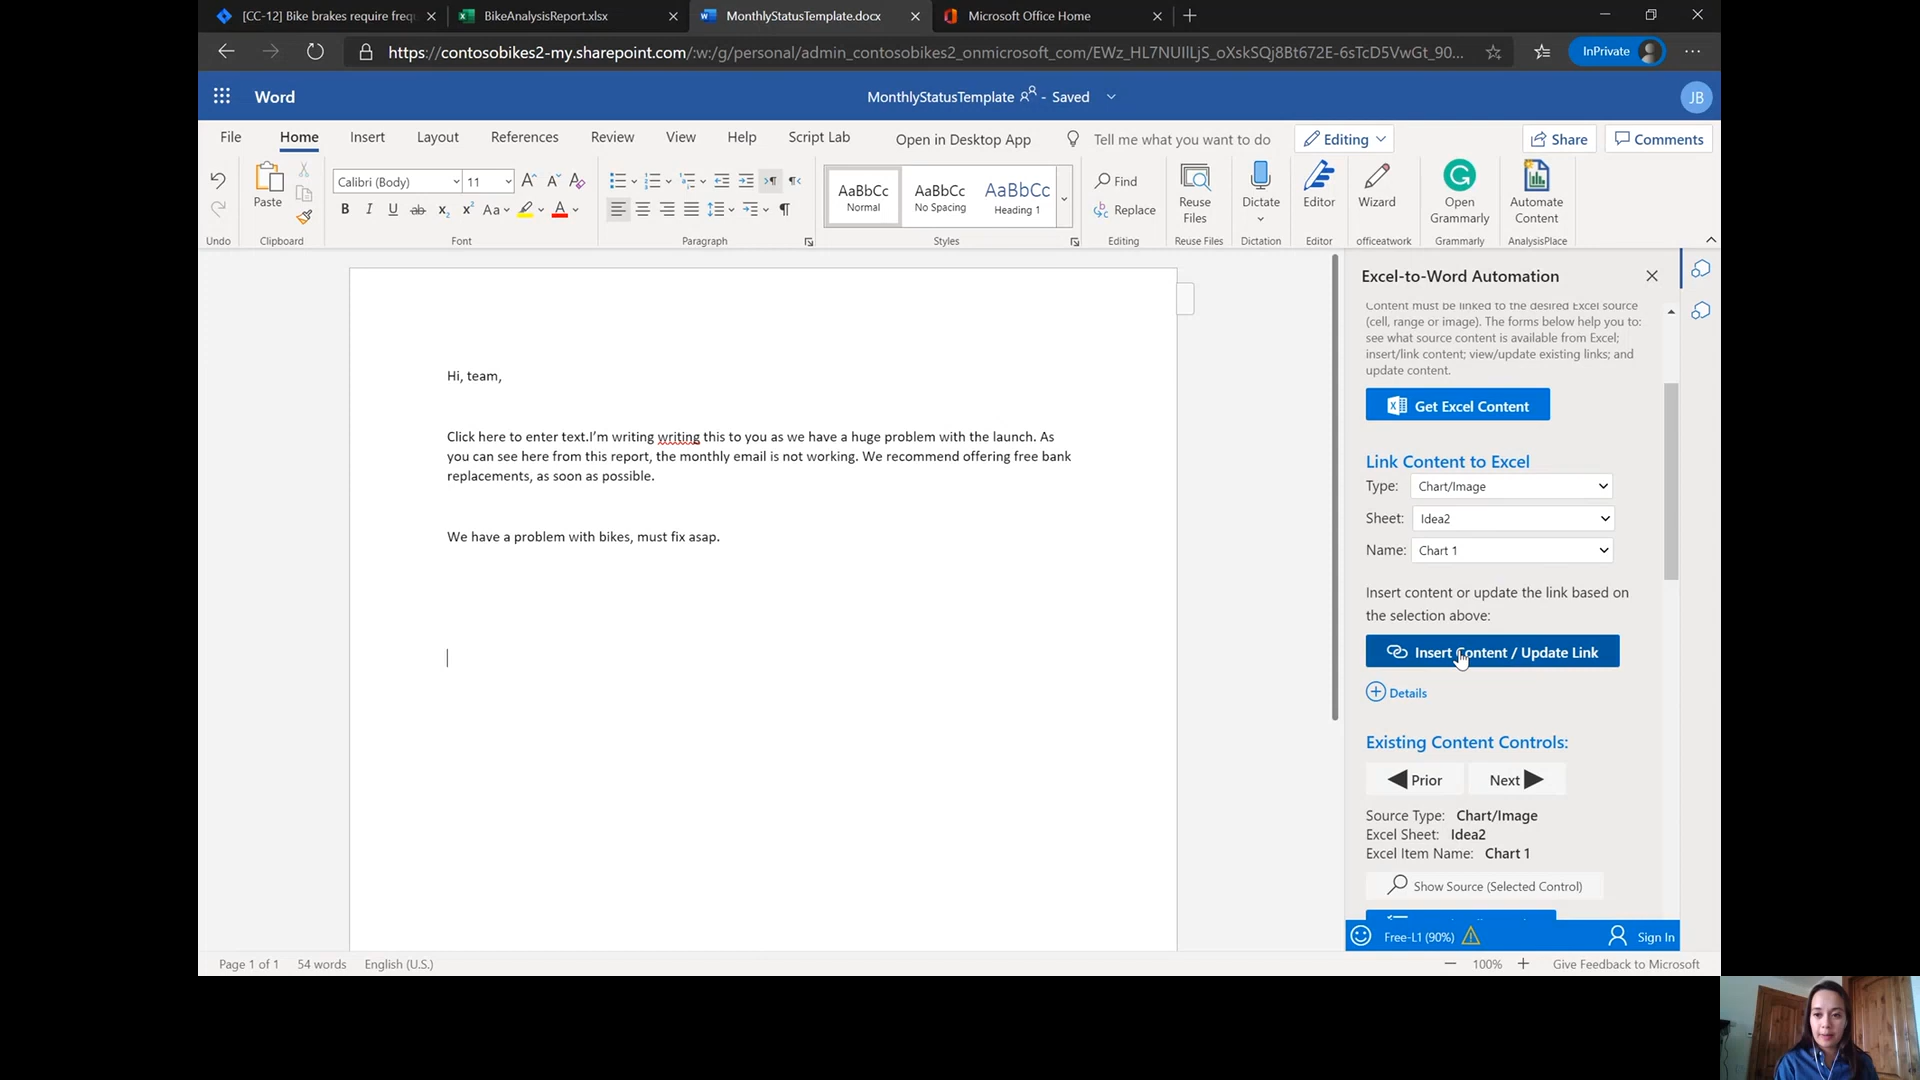 [CC-12] Bike brakes require freq
BikeAnalysisReport.xlsx
MonthlyStatusTemplate.docx
Microsoft Office Home
https://contosobikes2-my.sharepoint.com/:w:/g/personal/admin_contosobikes2_onmicrosoft_com/EWz_HL7NUIlLjS_oXskSQj8Bt672E-6sTcD5VwGt_90...
InPrivate
Word
MonthlyStatusTemplate - Saved
JB
File Home Insert Layout References Review View Help Script Lab Open in Desktop App Tell me what you want to do Editing Share Comments
Paste
Calibri (Body) 11
AaBbCc AaBbCc AaBbCc
Normal No Spacing Heading 1
Find
Replace
Reuse Files
Dictate
Editor
Wizard
Open Grammarly
Automate Content
Undo Clipboard Font Paragraph Styles Editing Reuse Files Dictation Editor officeatwork Grammarly AnalysisPlace
Hi, team,
Click here to enter text.I'm writing writing this to you as we have a huge problem with the launch. As
you can see here from this report, the monthly email is not working. We recommend offering free bank
replacements, as soon as possible.
We have a problem with bikes, must fix asap.
Excel-to-Word Automation
Content must be linked to the desired Excel source
(cell, range or image). The forms below help you to:
see what source content is available from Excel;
insert/link content; view/update existing links; and
update content.
Get Excel Content
Link Content to Excel
Type: Chart/Image
Sheet: Idea2
Name: Chart 1
Insert content or update the link based on
the selection above:
Insert Content / Update Link
Details
Existing Content Controls:
Prior Next
Source Type: Chart/Image
Excel Sheet: Idea2
Excel Item Name: Chart 1
Show Source (Selected Control)
Free-L1 (90%) Sign In
Page 1 of 1 54 words English (U.S.) 100% Give Feedback to Microsoft